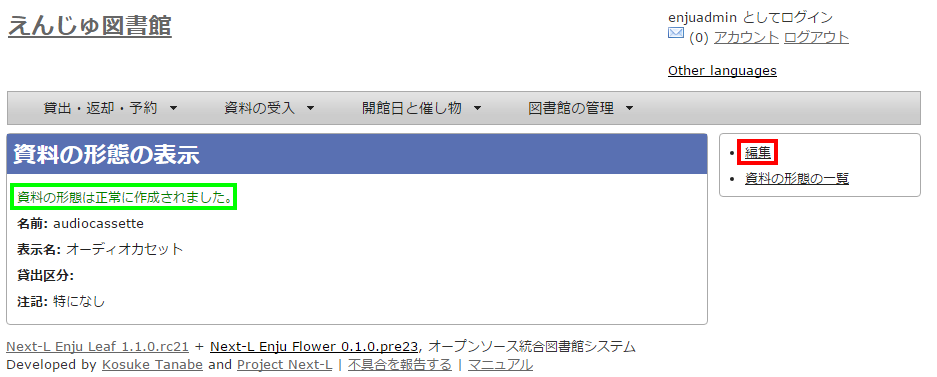 えんじゅ図書館
enjuadmin としてログイン
(0) アカウント ログアウト
Other languages
貸出・返却・予約 資料の受入 開館日と催し物 図書館の管理
資料の形態の表示
資料の形態は正常に作成されました。
名前: audiocassette
表示名: オーディオカセット
貸出区分:
注記: 特になし
編集
資料の形態の一覧
Next-L Enju Leaf 1.1.0.rc21 + Next-L Enju Flower 0.1.0.pre23, オープンソース統合図書館システム
Developed by Kosuke Tanabe and Project Next-L | 不具合を報告する | マニュアル